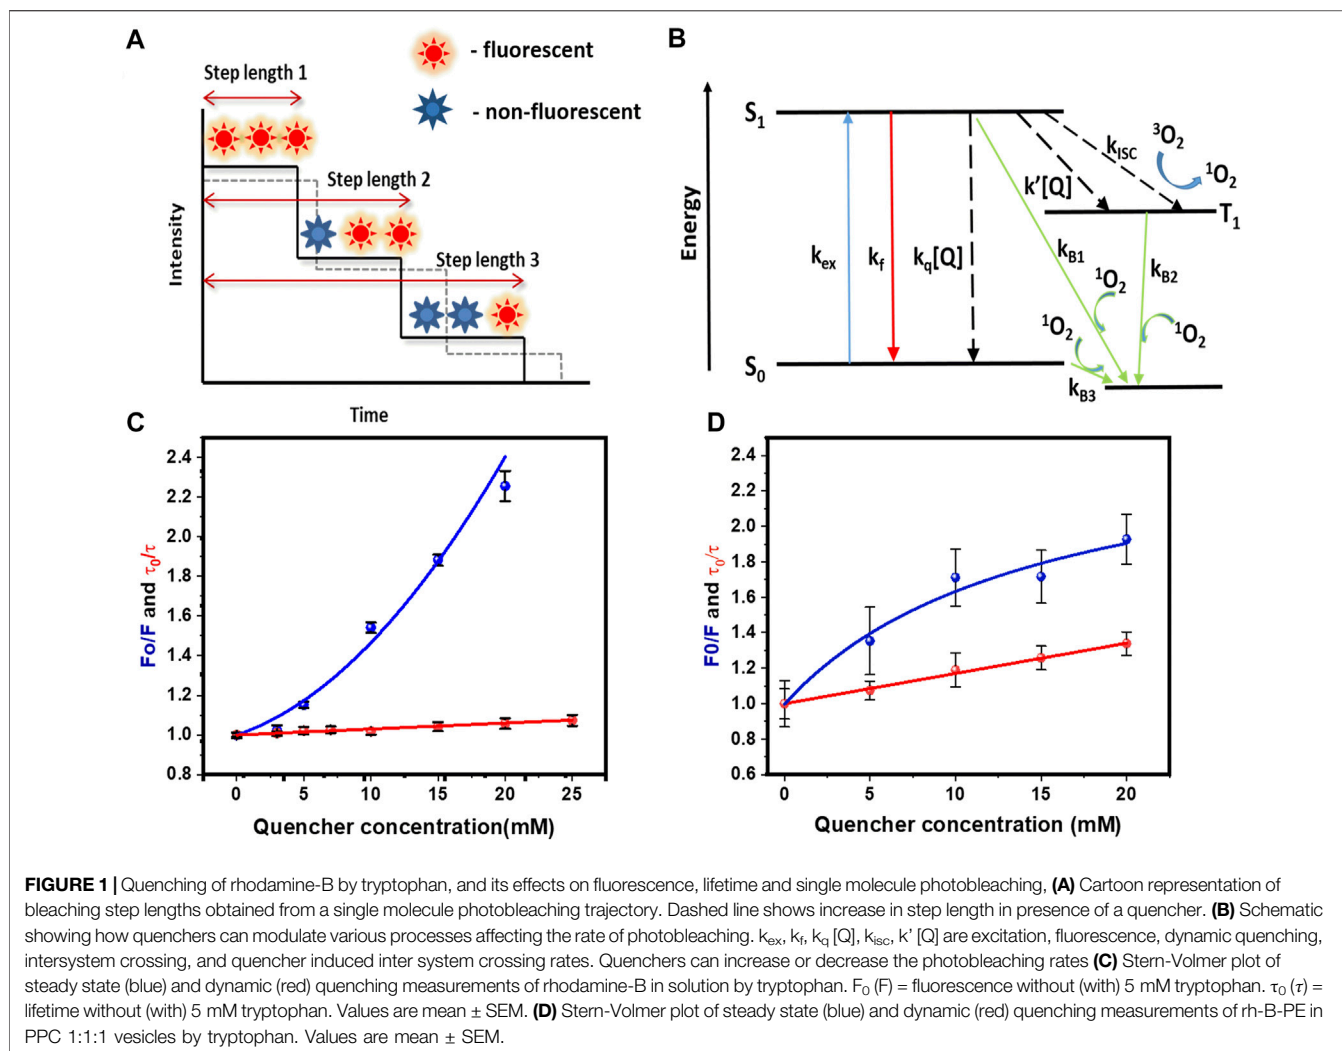 A
- fluorescent
Step length 1
- non-fluorescent
Step length 2
Step length 3
Intensity
Time
B
Energy
S1
S0
T1
kex
kf
kq[Q]
k'[Q]
kISC
3O2
1O2
kB1
kB2
1O2
1O2
1O2
kB3
C
Fo/F and τ0/τ
2.4
2.2
2.0
1.8
1.6
1.4
1.2
1.0
0.8
0 5 10 15 20 25
Quencher concentration(mM)
D
F0/F and τ0/τ
2.4
2.2
2.0
1.8
1.6
1.4
1.2
1.0
0.8
0.6
0 5 10 15 20
Quencher concentration (mM)
FIGURE 1 | Quenching of rhodamine-B by tryptophan, and its effects on fluorescence, lifetime and single molecule photobleaching, (A) Cartoon representation of
bleaching step lengths obtained from a single molecule photobleaching trajectory. Dashed line shows increase in step length in presence of a quencher. (B) Schematic
showing how quenchers can modulate various processes affecting the rate of photobleaching. kex, kf, kq [Q], kisc, k' [Q] are excitation, fluorescence, dynamic quenching,
intersystem crossing, and quencher induced inter system crossing rates. Quenchers can increase or decrease the photobleaching rates (C) Stern-Volmer plot of
steady state (blue) and dynamic (red) quenching measurements of rhodamine-B in solution by tryptophan. F0 (F) = fluorescence without (with) 5 mM tryptophan. τ0 (τ) =
lifetime without (with) 5 mM tryptophan. Values are mean ± SEM. (D) Stern-Volmer plot of steady state (blue) and dynamic (red) quenching measurements of rh-B-PE in
PPC 1:1:1 vesicles by tryptophan. Values are mean ± SEM.